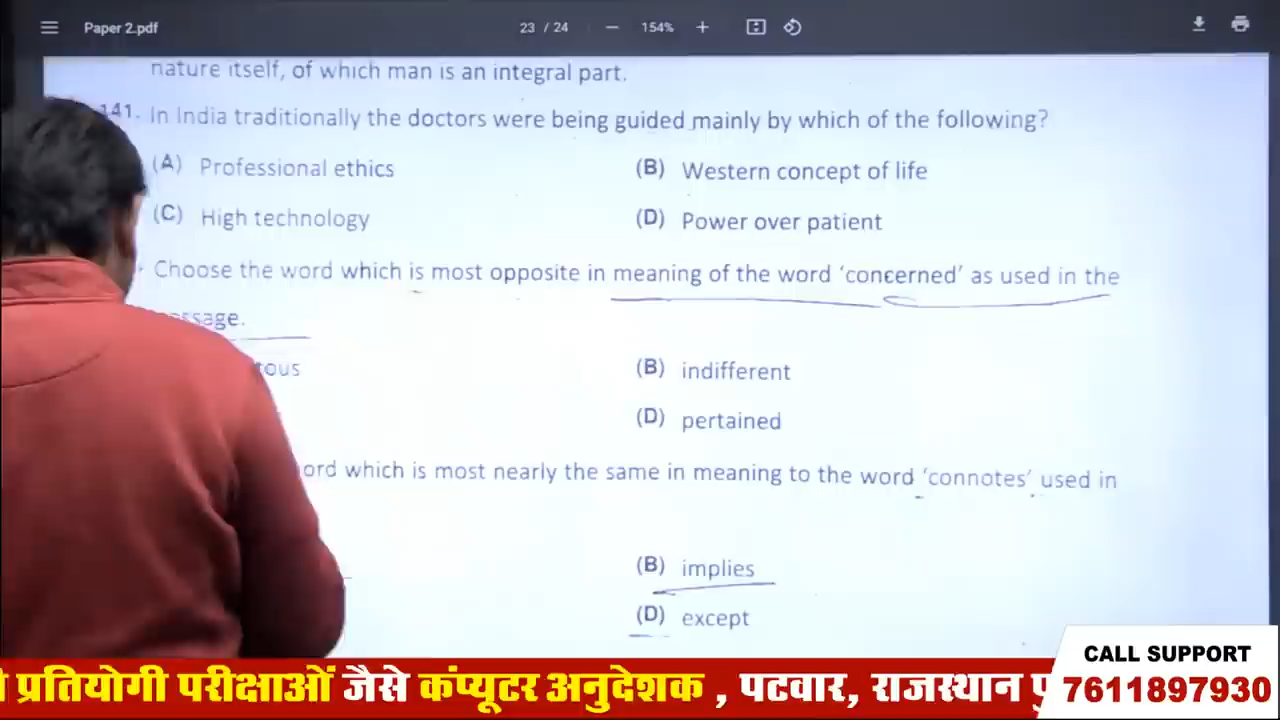 Paper 2.pdf
23 / 24
154%
nature itself, of which man is an integral part.
141. In India traditionally the doctors were being guided mainly by which of the following?
(A) Professional ethics
(B) Western concept of life
(C) High technology
(D) Power over patient
Choose the word which is most opposite in meaning of the word ‘concerned’ as used in the
(B) indifferent
(D) pertained
which is most nearly the same in meaning to the word ‘connotes’ used in
(B) implies
(D) except
प्रतियोगी परीक्षाओं जैसे कंप्यूटर अनुदेशक , पटवार, राजस्थान
CALL SUPPORT
7611897930